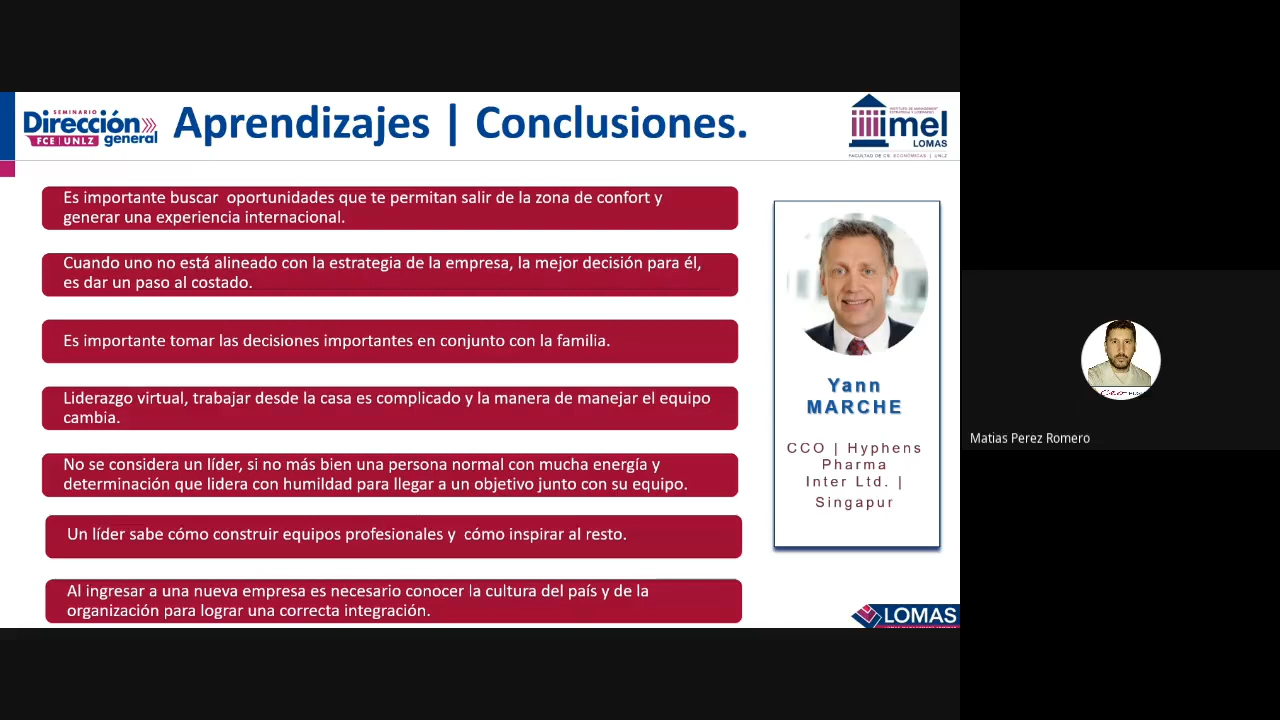 SEMINARIO
Dirección
general
FCE | UNLZ
Aprendizajes | Conclusiones.
INSTITUTO DE MANAGEMENT
ESTRATEGIA Y LIDERAZGO
imel
LOMAS
FACULTAD DE CS. ECONÓMICAS | UNLZ
Es importante buscar  oportunidades que te permitan salir de la zona de confort y
generar una experiencia internacional.
Cuando uno no está alineado con la estrategia de la empresa, la mejor decisión para él,
es dar un paso al costado.
Es importante tomar las decisiones importantes en conjunto con la familia.
Liderazgo virtual, trabajar desde la casa es complicado y la manera de manejar el equipo
cambia.
No se considera un líder, si no más bien una persona normal con mucha energía y
determinación que lidera con humildad para llegar a un objetivo junto con su equipo.
Un líder sabe cómo construir equipos profesionales y  cómo inspirar al resto.
Al ingresar a una nueva empresa es necesario conocer la cultura del país y de la
organización para lograr una correcta integración.
Yann
MARCHE
CCO | Hyphens
Pharma
Inter Ltd. |
Singapur
LOMAS
Matias Perez Romero